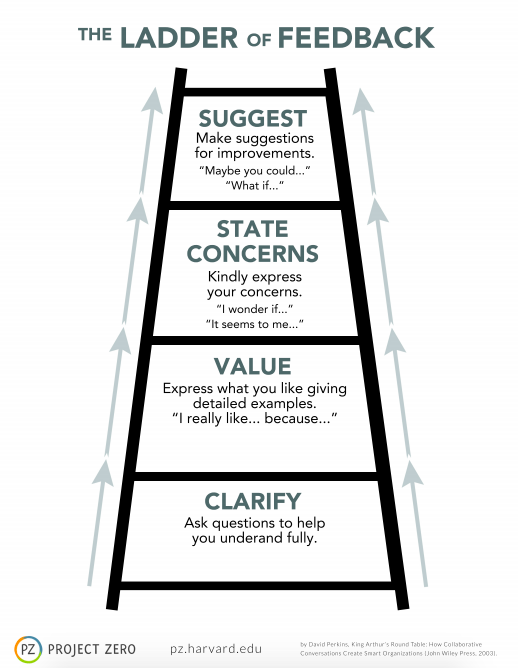 THE LADDER OF FEEDBACK
SUGGEST
Make suggestions
for improvements.
“Maybe you could...”
“What if...”
STATE
CONCERNS
Kindly express
your concerns.
“I wonder if...”
“It seems to me...”
VALUE
Express what you like giving
detailed examples.
“I really like... because...”
CLARIFY
Ask questions to help
you underand fully.
PZ PROJECT ZERO
pz.harvard.edu
by David Perkins, King Arthur's Round Table: How Collaborative
Conversations Create Smart Organizations (John Wiley Press, 2003).